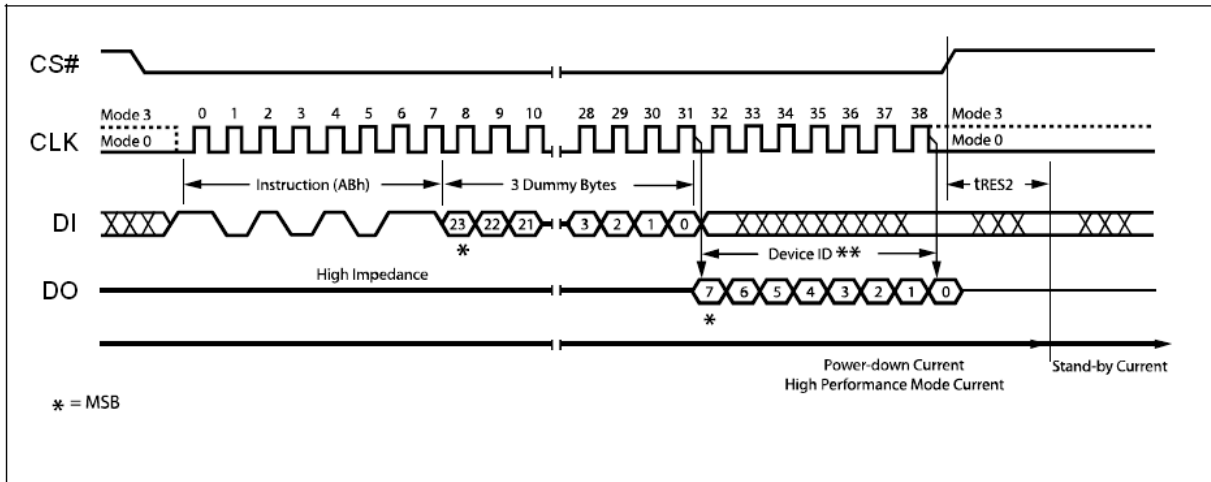 CS#
Mode 3 0 1 2 3 4 5 6 7 8 9 10 28 29 30 31 32 33 34 35 36 37 38 Mode 3
CLK Mode 0 Mode 0
Instruction (ABh) 3 Dummy Bytes tRES2
DI 23 22 21 3 2 1 0
* Device ID **
High Impedance
DO 7 6 5 4 3 2 1 0
*
Power-down Current Stand-by Current
High Performance Mode Current
* = MSB